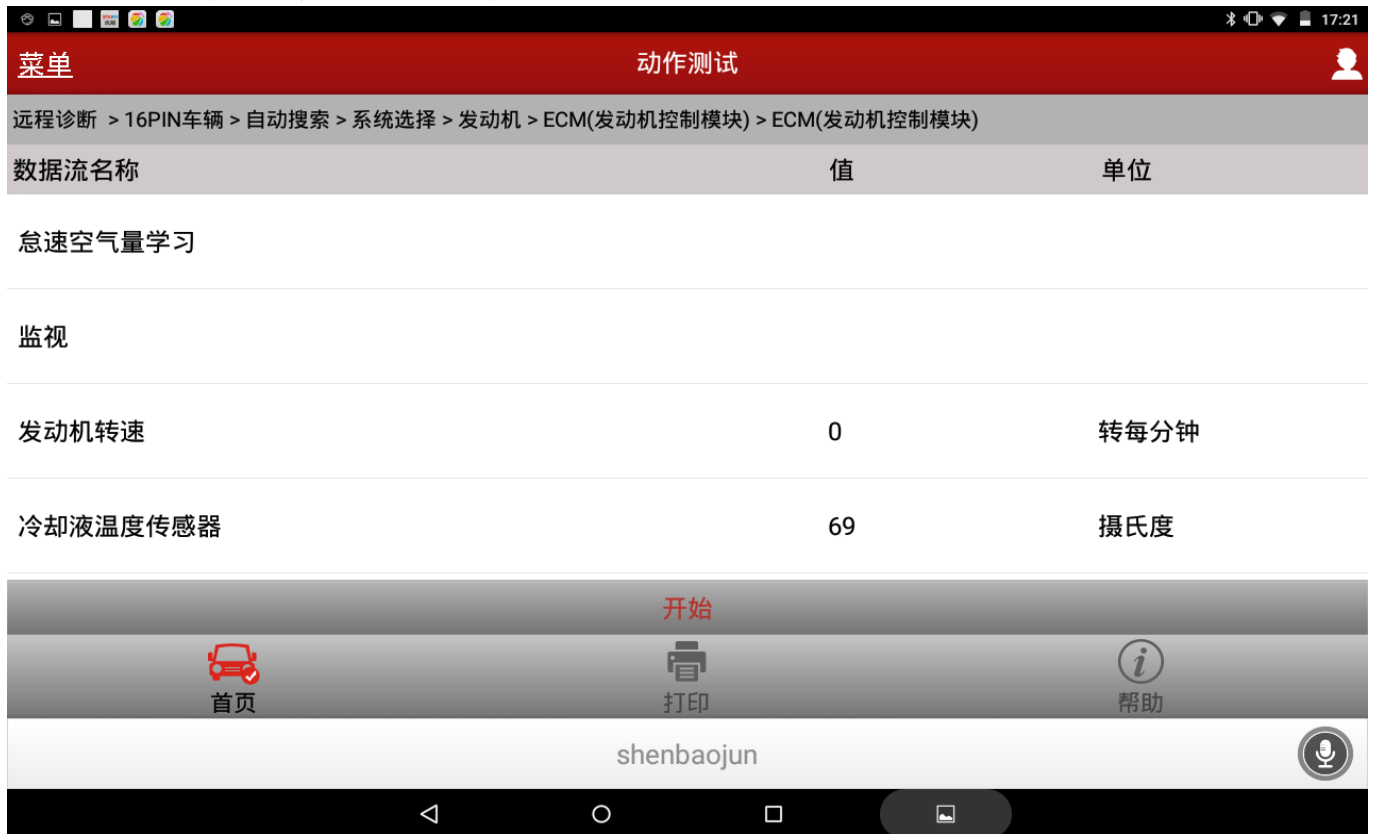 17:21
菜单 动作测试
远程诊断 > 16PIN车辆 > 自动搜索 > 系统选择 > 发动机 > ECM(发动机控制模块) > ECM(发动机控制模块)
数据流名称 值 单位
怠速空气量学习
监视
发动机转速 0 转每分钟
冷却液温度传感器 69 摄氏度
开始
首页 打印 帮助
shenbaojun